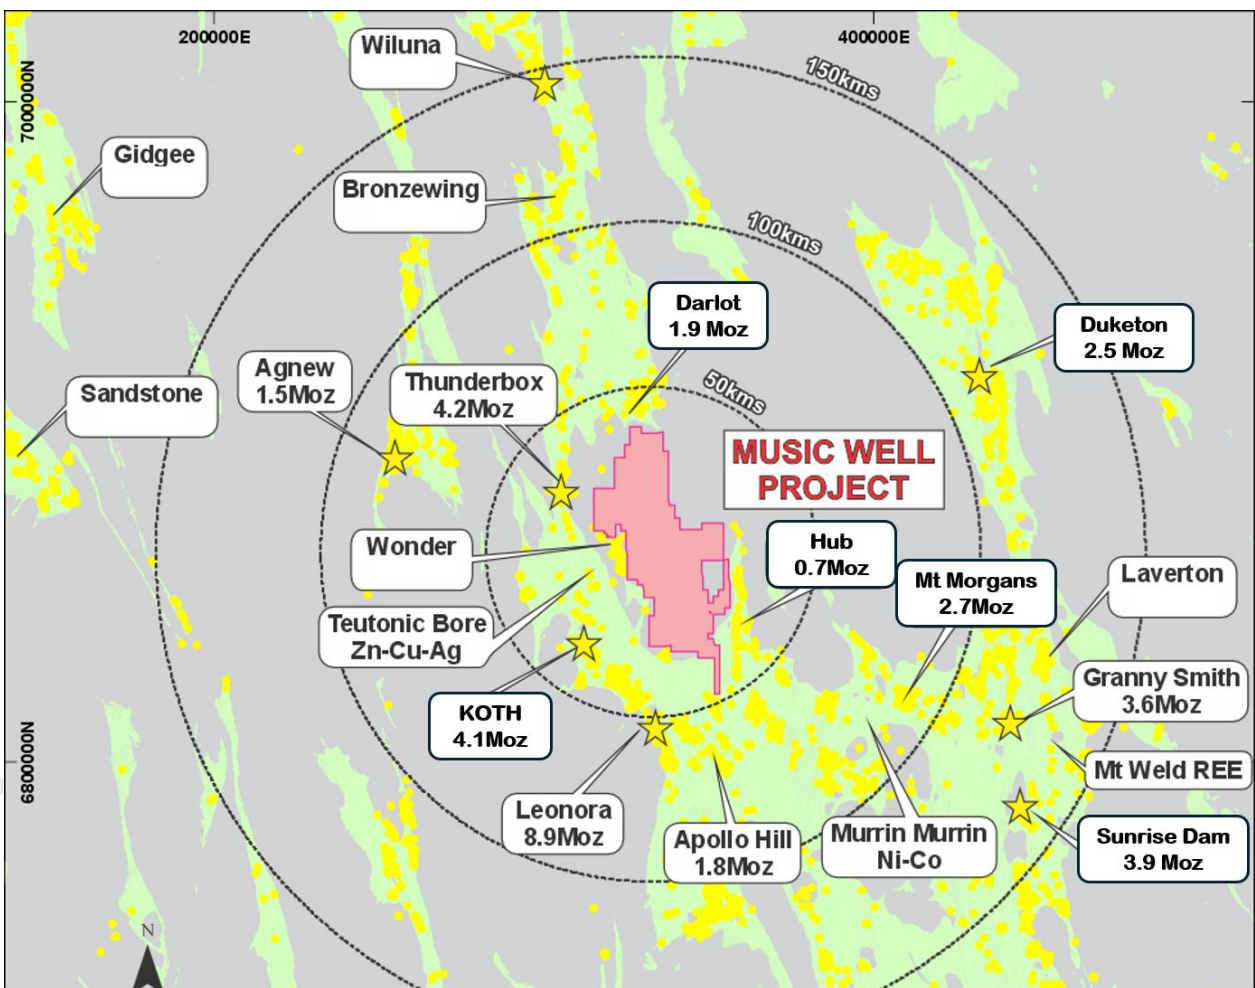 200000E
400000E
7000000N
6800000N
150kms
100kms
50kms
Wiluna
Gidgee
Bronzewing
Darlot
1.9 Moz
Duketon
2.5 Moz
Agnew
1.5Moz
Thunderbox
4.2Moz
Sandstone
MUSIC WELL
PROJECT
Wonder
Hub
0.7Moz
Mt Morgans
2.7Moz
Laverton
Teutonic Bore
Zn-Cu-Ag
Granny Smith
3.6Moz
KOTH
4.1Moz
Mt Weld REE
Leonora
8.9Moz
Apollo Hill
1.8Moz
Murrin Murrin
Ni-Co
Sunrise Dam
3.9 Moz
N